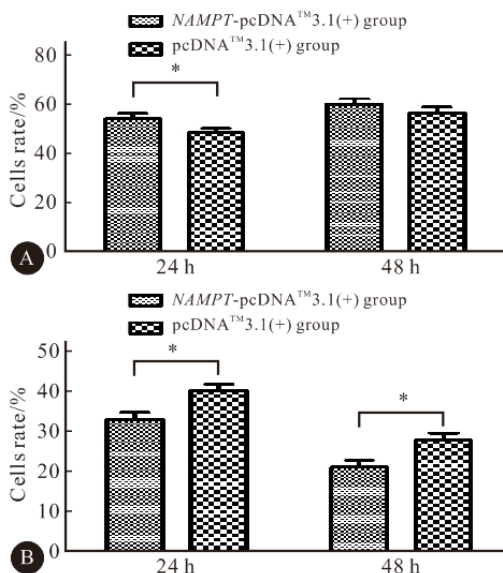 NAMPT-pcDNA™3.1(+) group
pcDNA™3.1(+) group
80
*
60
40
20
0
Cells rate/%
A
24 h
48 h
NAMPT-pcDNA™3.1(+) group
pcDNA™3.1(+) group
50
*
40
*
30
20
10
0
Cells rate/%
B
24 h
48 h